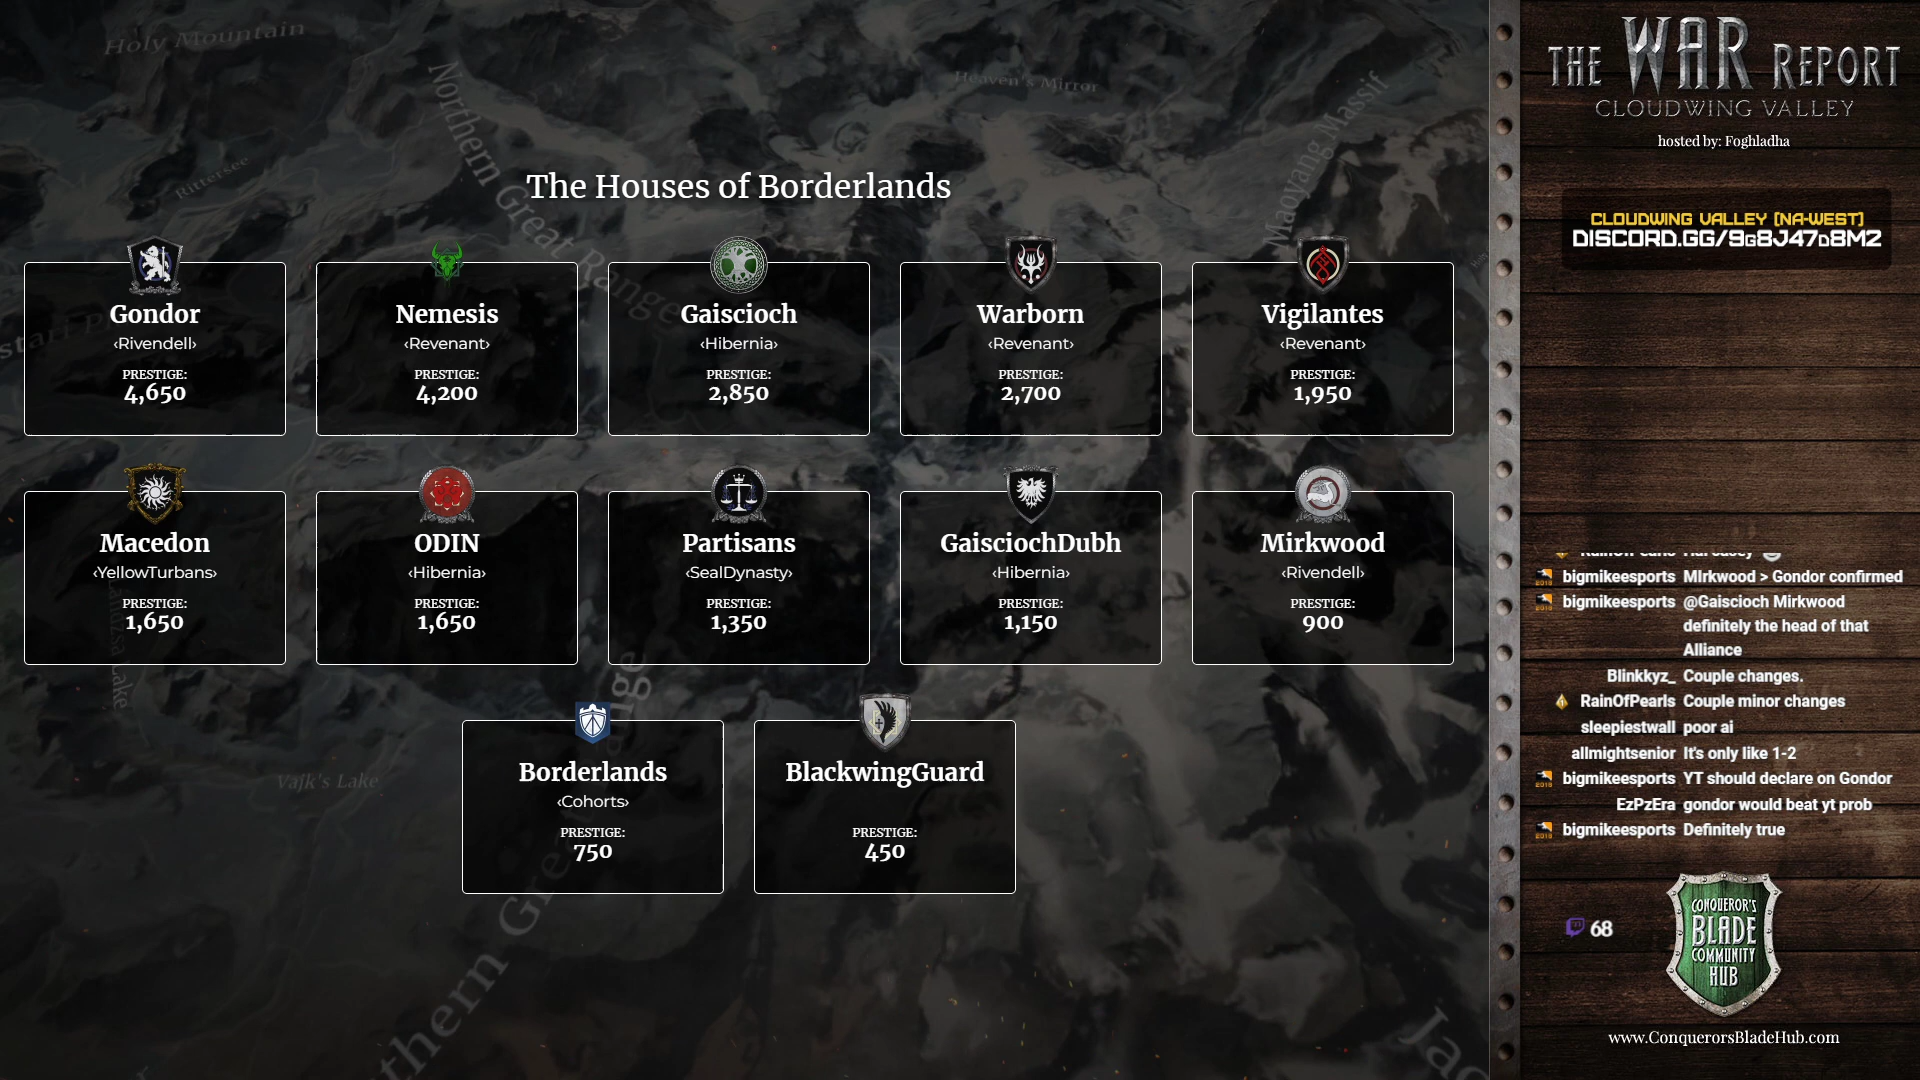 Holy Mountain
Northern Great Range
Heaven's Mirror
Maoyang Massif
Rittersee
The Houses of Borderlands
Gondor
‹Rivendell›
PRESTIGE:
4,650
Nemesis
‹Revenant›
PRESTIGE:
4,200
Gaiscioch
‹Hibernia›
PRESTIGE:
2,850
Warborn
‹Revenant›
PRESTIGE:
2,700
Vigilantes
‹Revenant›
PRESTIGE:
1,950
Macedon
‹YellowTurbans›
PRESTIGE:
1,650
ODIN
‹Hibernia›
PRESTIGE:
1,650
Partisans
‹SealDynasty›
PRESTIGE:
1,350
GaisciochDubh
‹Hibernia›
PRESTIGE:
1,150
Mirkwood
‹Rivendell›
PRESTIGE:
900
Lake
Vajk's Lake
Borderlands
‹Cohorts›
PRESTIGE:
750
BlackwingGuard
PRESTIGE:
450
THE WAR REPORT
CLOUDWING VALLEY
hosted by: Foghladha
CLOUDWING VALLEY (NA-WEST)
DISCORD.GG/9G8J47D8M2
bigmikeesports MIrkwood > Gondor confirmed
bigmikeesports @Gaiscioch Mirkwood
definitely the head of that
Alliance
Blinkkyz_ Couple changes.
RainOfPearls Couple minor changes
sleepiestwall poor ai
allmightsenior It's only like 1-2
bigmikeesports YT should declare on Gondor
EzPzEra gondor would beat yt prob
bigmikeesports Definitely true
68
CONQUEROR'S
BLADE
COMMUNITY
HUB
www.ConquerorsBladeHub.com